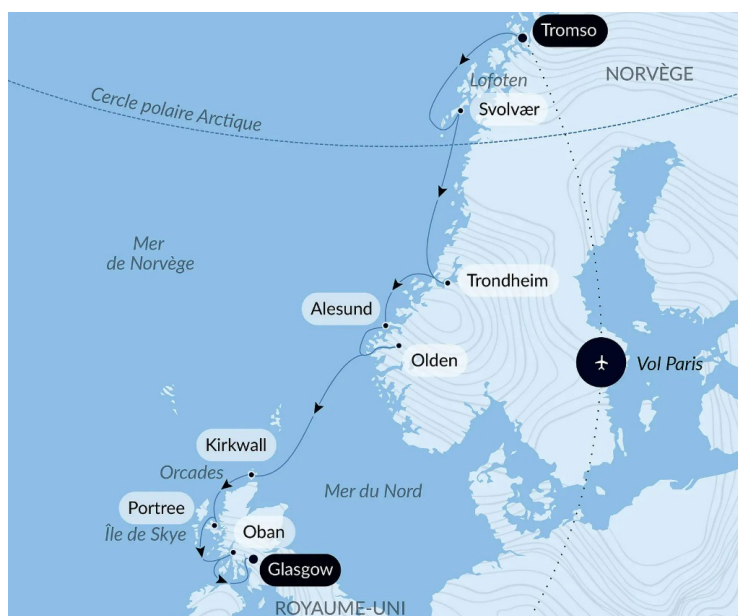 Tromso
NORVÈGE
Lofoten
Cercle polaire Arctique
Svolvær
Mer
de Norvège
Trondheim
Alesund
Olden
Vol Paris
Kirkwall
Orcades
Mer du Nord
Portree
Île de Skye
Oban
Glasgow
ROYAUME-UNI